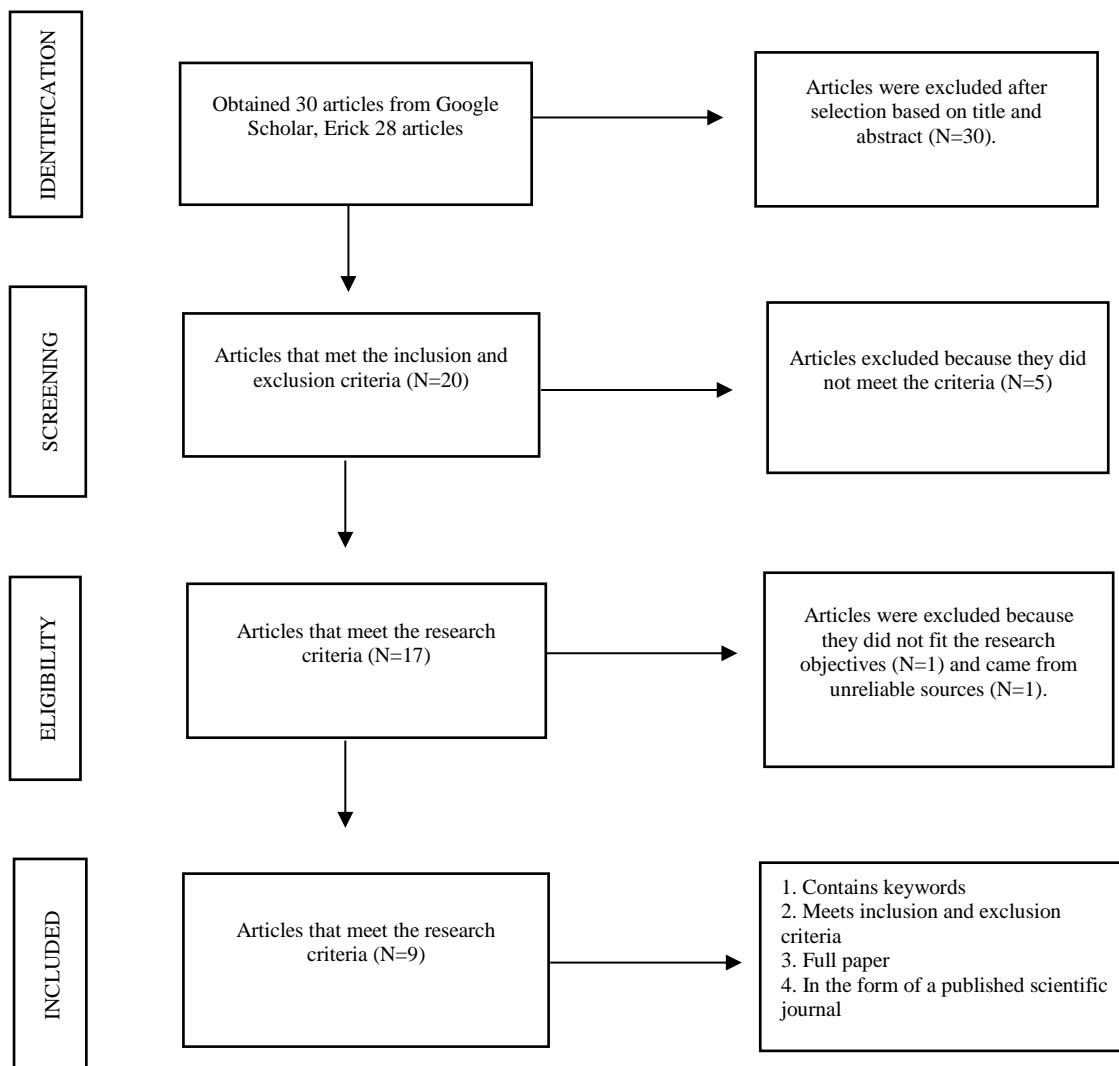 IDENTIFICATION
Obtained 30 articles from Google
Scholar, Erick 28 articles
Articles were excluded after
selection based on title and
abstract (N=30).
SCREENING
Articles that met the inclusion and
exclusion criteria (N=20)
Articles excluded because they did
not meet the criteria (N=5)
ELIGIBILITY
Articles that meet the research
criteria (N=17)
Articles were excluded because
they did not fit the research
objectives (N=1) and came from
unreliable sources (N=1).
INCLUDED
Articles that meet the research
criteria (N=9)
1. Contains keywords
2. Meets inclusion and exclusion
criteria
3. Full paper
4. In the form of a published scientific
journal